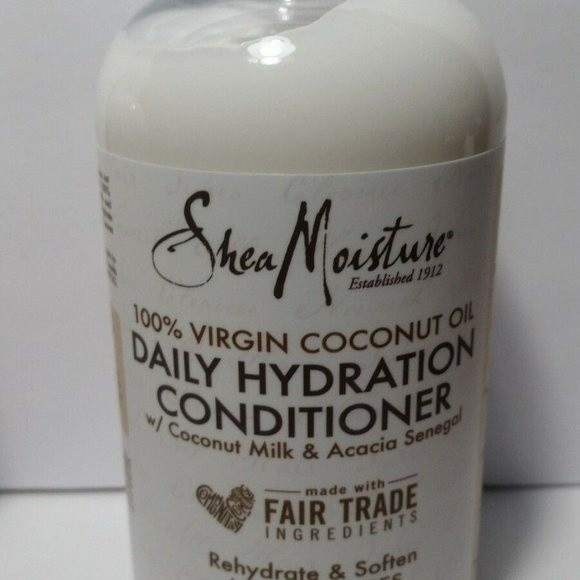 SheaMoisture®
Established 1912
100% VIRGIN COCONUT OIL
DAILY HYDRATION
CONDITIONER
w/ Coconut Milk & Acacia Senegal
made with
FAIR TRADE
INGREDIENTS
Rehydrate & Soften